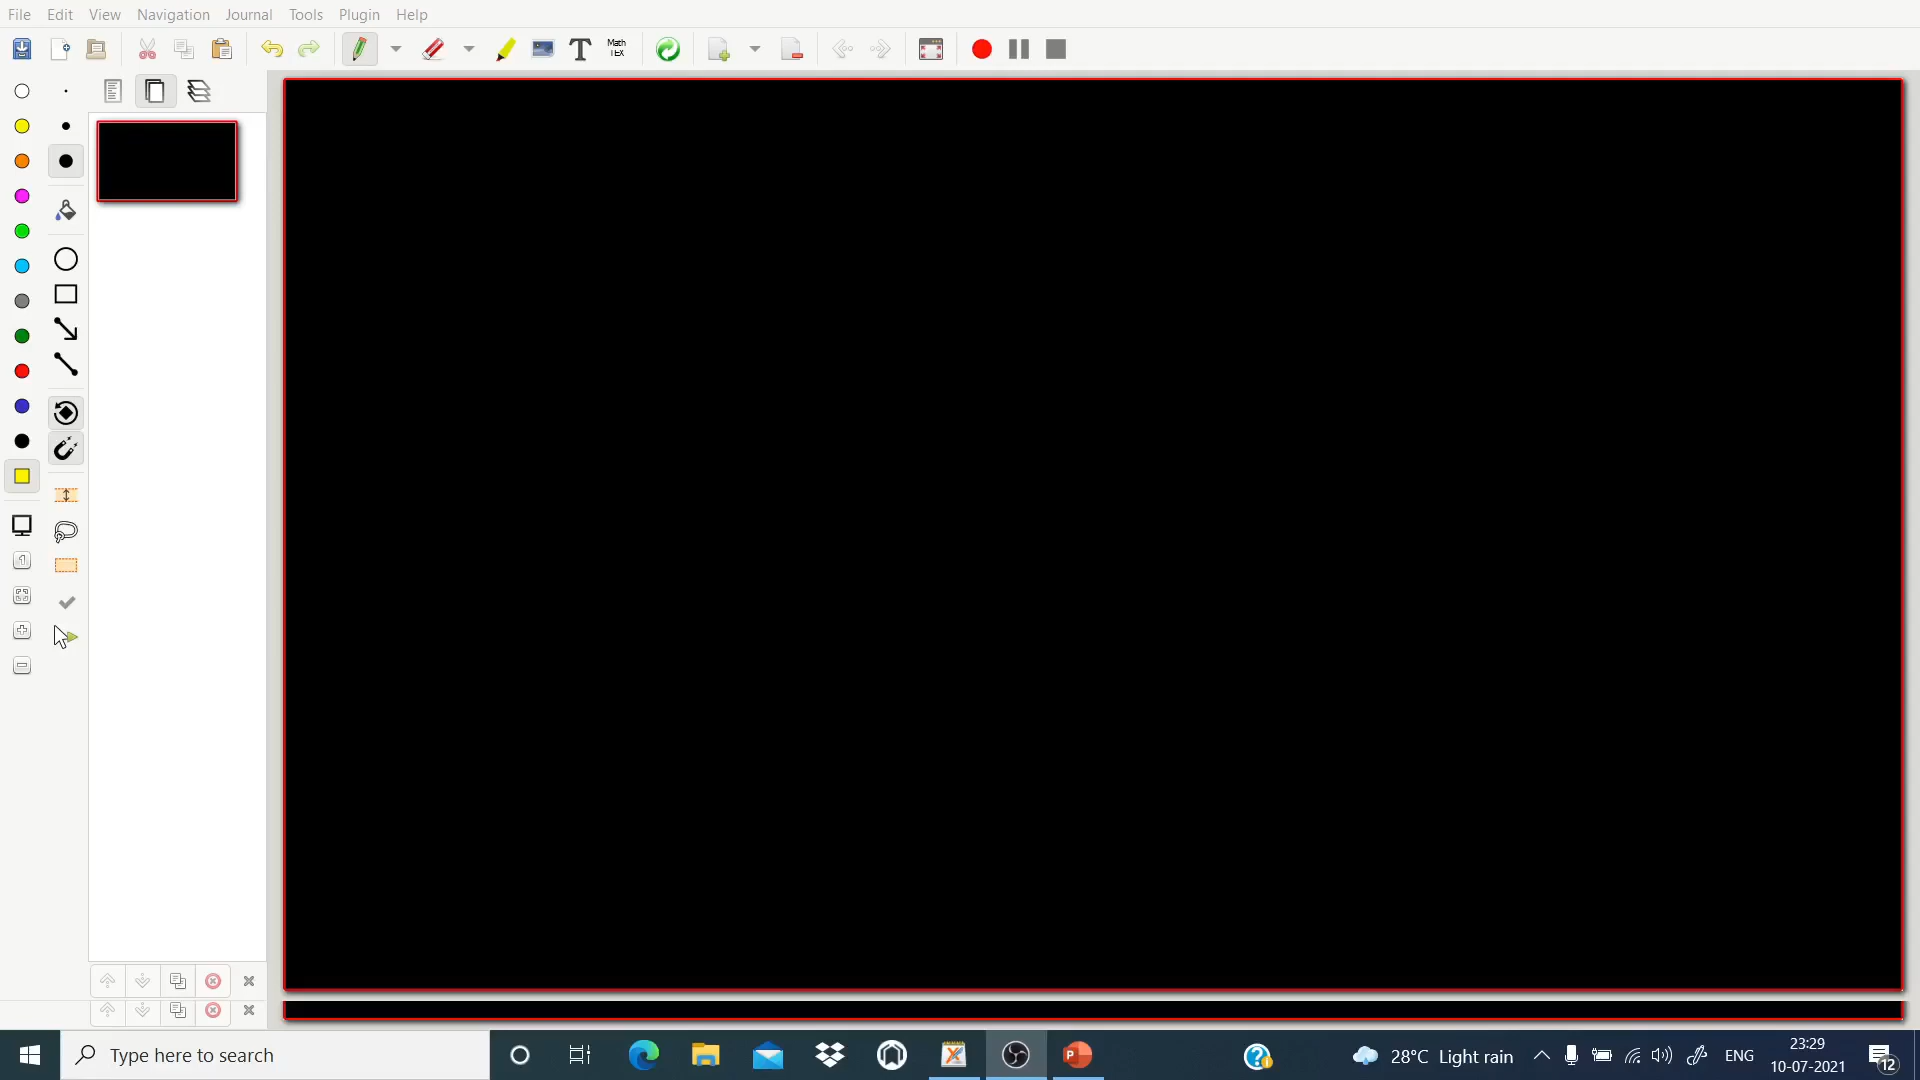 File Edit View Navigation Journal Tools Plugin Help
Math
TEX
1
Type here to search
P
28°C Light rain
ENG
23:29
10-07-2021
12